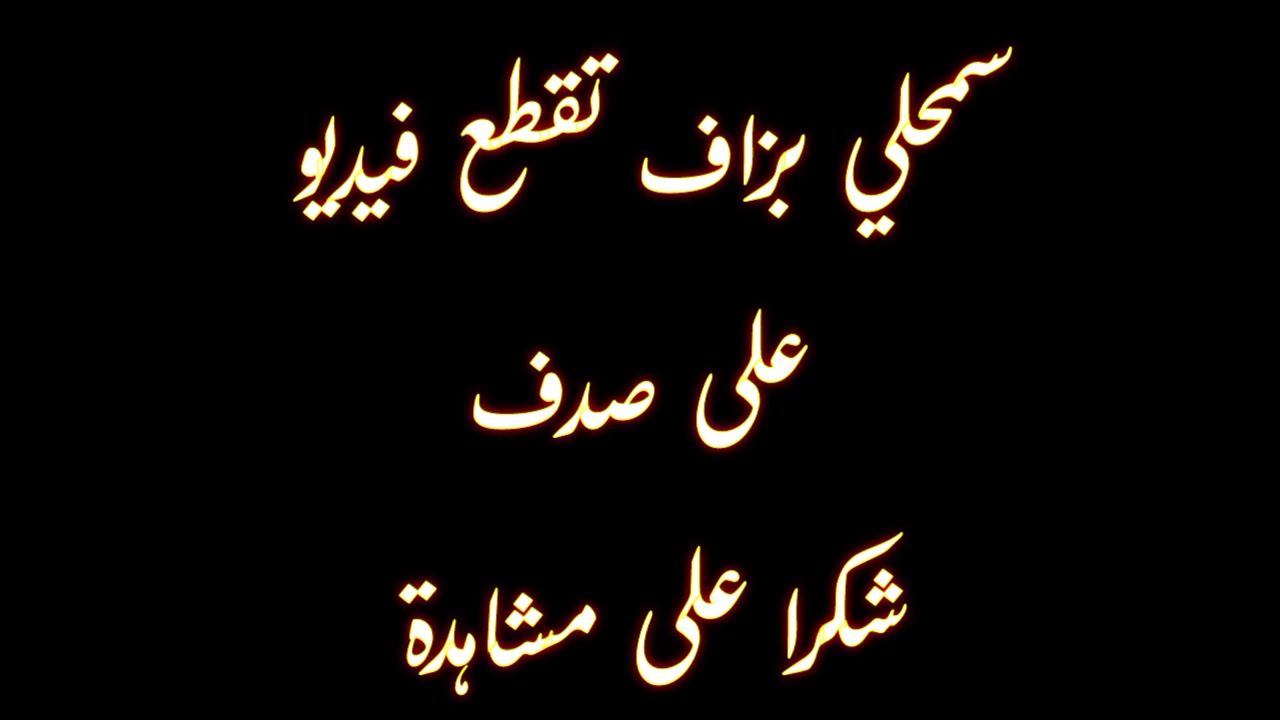 سمحلي بزاف تقطع فيديو
على صدف
شكرا على مشاهدة